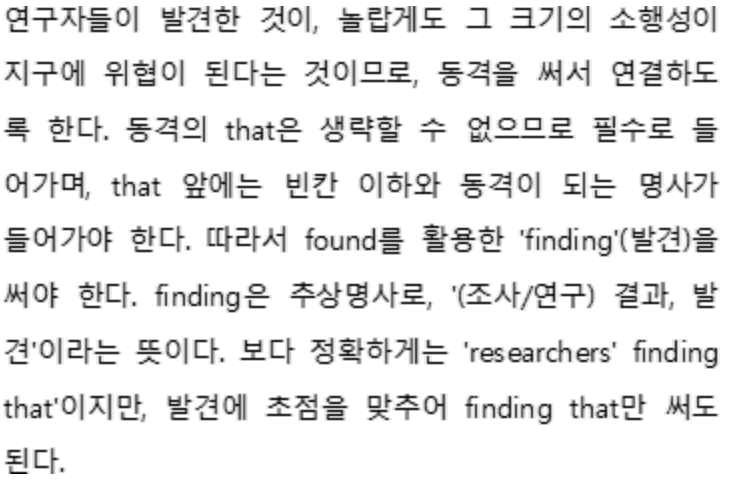 연구자들이 발견한 것이, 놀랍게도 그 크기의 소행성이
지구에 위협이 된다는 것이므로, 동격을 써서 연결하도
록 한다. 동격의 that은 생략할 수 없으므로 필수로 들
어가며, that 앞에는 빈칸 이하와 동격이 되는 명사가
들어가야 한다. 따라서 found를 활용한 'finding'(발견)을
써야 한다. finding은 추상명사로, '(조사/연구) 결과, 발
견'이라는 뜻이다. 보다 정확하게는 'researchers' finding
that'이지만, 발견에 초점을 맞추어 finding that만 써도
된다.